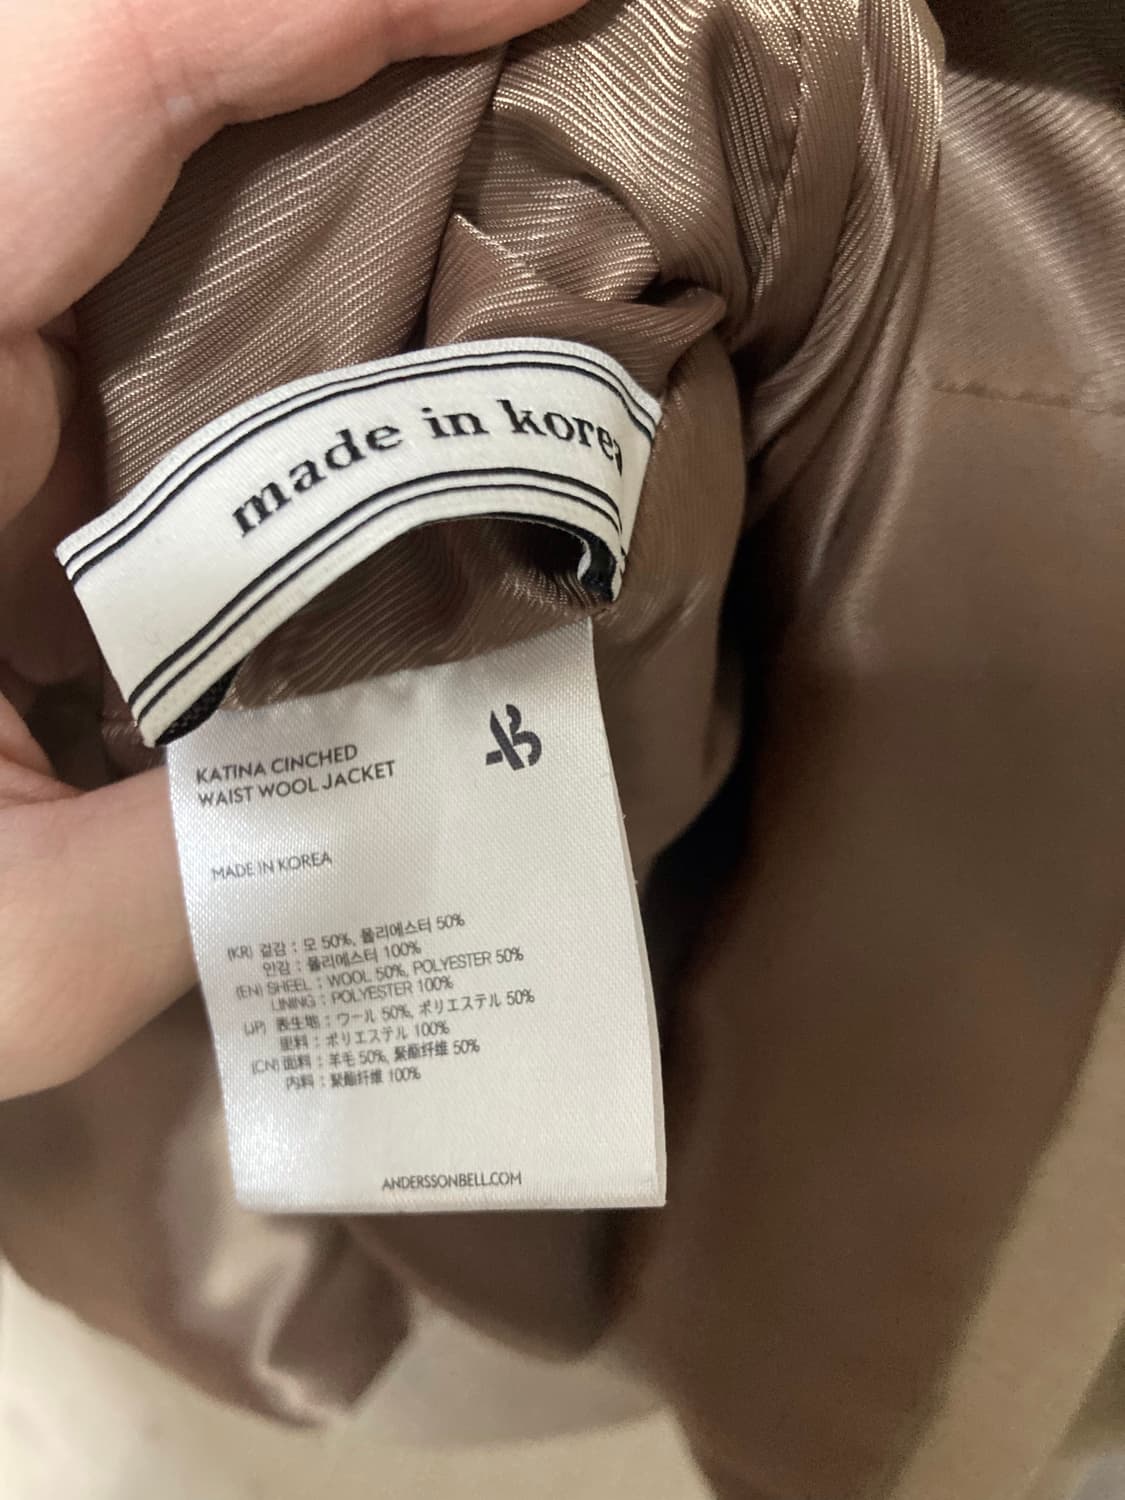 made in korea
KATINA CINCHED
WAIST WOOL JACKET
MADE IN KOREA
(KR) 겉감 : 모 50%, 폴리에스터 50%
안감 : 폴리에스터 100%
(EN) SHEEL : WOOL 50%, POLYESTER 50%
LINING : POLYESTER 100%
(JP) 表生地 : ウール 50%, ポリエステル 50%
里料 : ポリエステル 100%
(CN) 面料 : 羊毛 50%, 聚酯纤维 50%
内料 : 聚酯纤维 100%
ANDERSSONBELL.COM